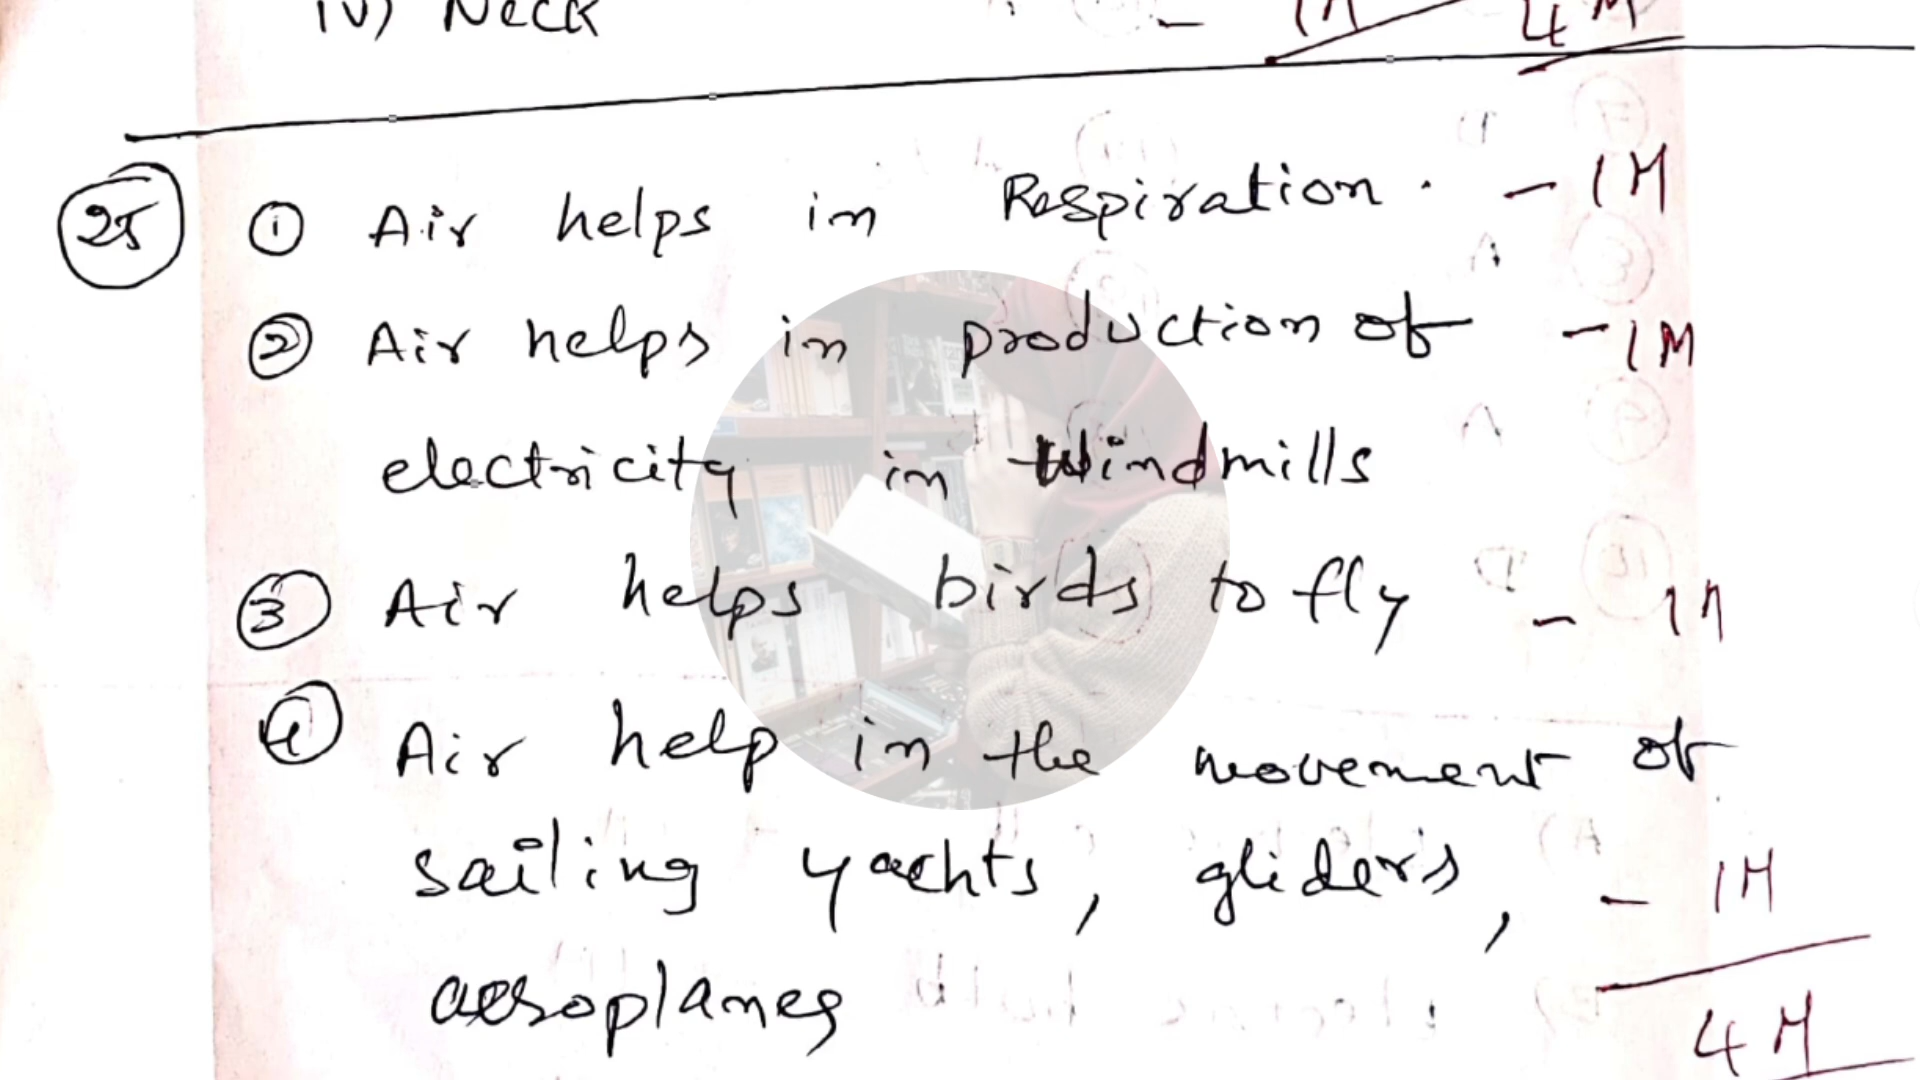 iv) Neck - 1M 4M
25 1 Air helps in Respiration. - 1M
2 Air helps in production of - 1M
electricity in Windmills
3 Air helps birds to fly - 1M
4 Air help in the movement of
sailing yachts, gliders, - 1M
aeroplanes
4M